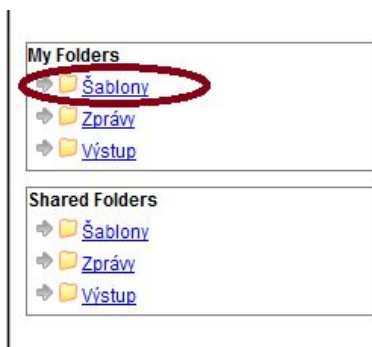 My Folders
Šablony
Zprávy
Výstup
Shared Folders
Šablony
Zprávy
Výstup